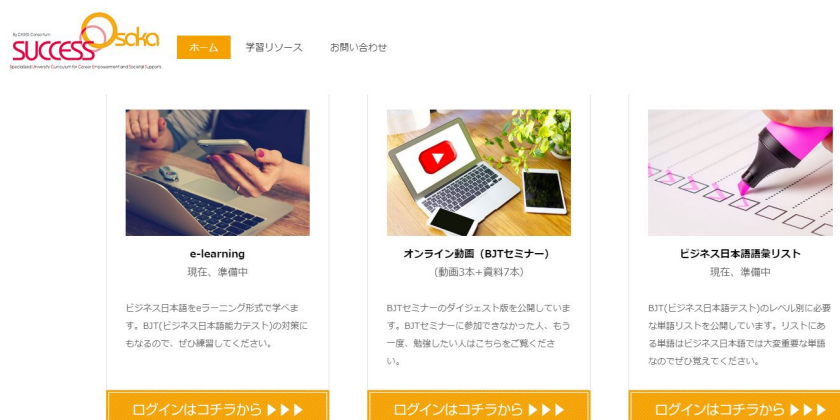 By CARES Consortium
SUCCESS Osaka
Specialized University Curriculum for Career Empowerment and Societal Support
ホーム 学習リソース お問い合わせ
e-learning
現在、準備中
ビジネス日本語をeラーニング形式で学べま
す。BJT(ビジネス日本語能力テスト)の対策に
もなるので、ぜひ練習してください。
ログインはコチラから ▶▶▶
オンライン動画（BJTセミナー）
（動画3本+資料7本）
BJTセミナーのダイジェスト版を公開していま
す。BJTセミナーに参加できなかった人、もう
一度、勉強したい人はこちらをご覧くださ
い。
ログインはコチラから ▶▶▶
ビジネス日本語語彙リスト
現在、準備中
BJT(ビジネス日本語テスト)のレベル別に必要
な単語リストを公開しています。リストにあ
る単語はビジネス日本語では大変重要な単語
なのでぜひ覚えてください。
ログインはコチラから ▶▶▶